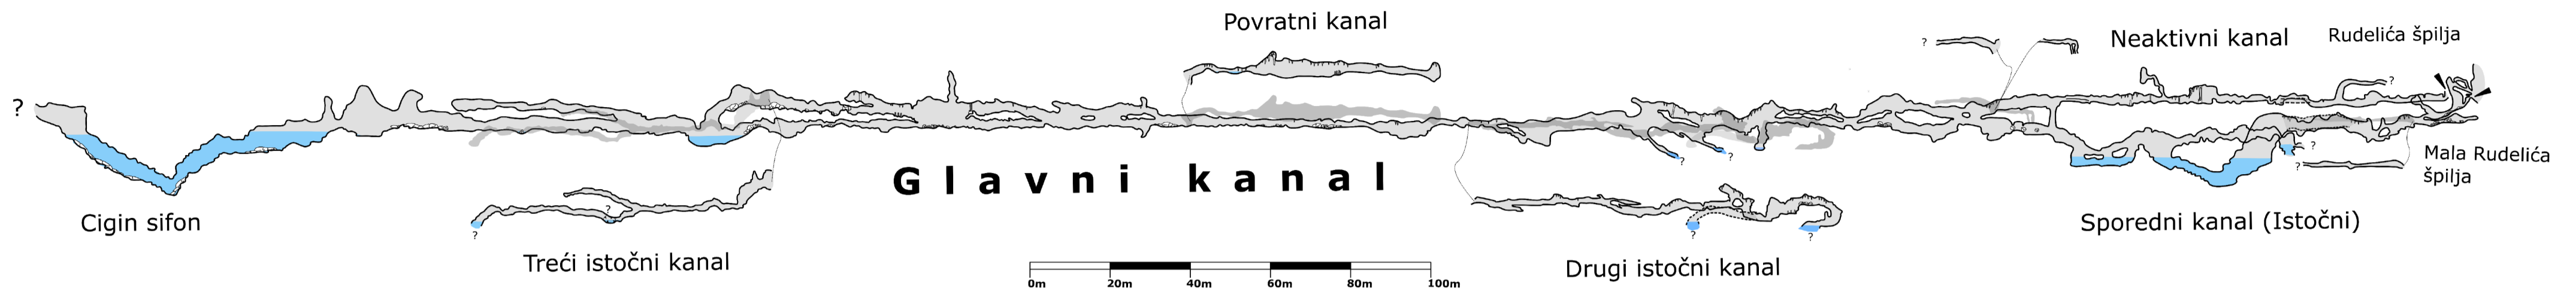 Povratni kanal
?
Neaktivni kanal
Rudelića špilja
?
?
?
?
?
?
Mala Rudelića
špilja
Glavni kanal
Cigin sifon
?
?
Treći istočni kanal
?
?
Drugi istočni kanal
Sporedni kanal (Istočni)
0m 20m 40m 60m 80m 100m